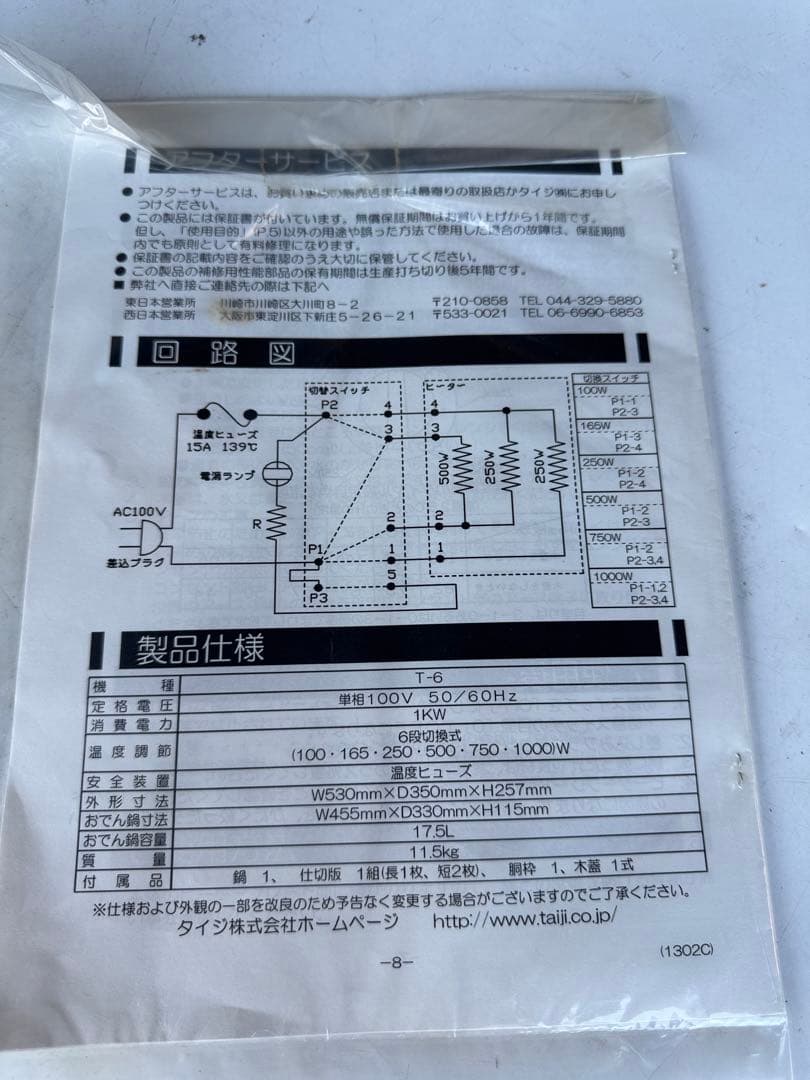 アフターサービス
● アフターサービスは、お買い求めの販売店または最寄りの取扱店かタイジ㈱にお申し
つけください。
● この製品には保証書が付いています。無償保証期間はお買い上げから1年間です。
但し、「使用目的」(P.5)以外の用途や誤った方法で使用した場合の故障は、保証期間
内でも原則として有料修理になります。
● 保証書の記載内容をご確認のうえ大切に保管してください。
● この製品の補修用性能部品の保有期間は生産打ち切り後5年間です。
■ 弊社へ直接ご連絡先の際は下記へ
東日本営業所 川崎市川崎区大川町8－2 〒210-0858 TEL 044-329-5880
西日本営業所 大阪市東淀川区下新庄5－26－21 〒533-0021 TEL 06-6990-6853
回路図
切替スイッチ
ヒーター
P2
4
4
3
3
温度ヒューズ
15A 139℃
電源ランプ
R
500W
250W
250W
AC100V
差込プラグ
2
2
P1
1
1
P3
5
切換スイッチ
100W
P1-1
P2-3
165W
P1-3
P2-4
250W
P1-2
P2-4
500W
P1-2
P2-3
750W
P1-2
P2-3,4
1000W
P1-1,2
P2-3,4
製品仕様
機種 T-6
定格電圧 単相100V 50／60Hz
消費電力 1KW
温度調節 6段切換式
(100・165・250・500・750・1000)W
安全装置 温度ヒューズ
外形寸法 W530mm×D350mm×H257mm
おでん鍋寸法 W455mm×D330mm×H115mm
おでん鍋容量 17.5L
質量 11.5kg
付属品 鍋 1、 仕切版 1組(長1枚、短2枚)、 胴枠 1、木蓋 1式
※仕様および外観の一部を改良のため予告なく変更する場合がございますのでご了承ください。
タイジ株式会社ホームページ http://www.taiji.co.jp/
－8－
(1302C)